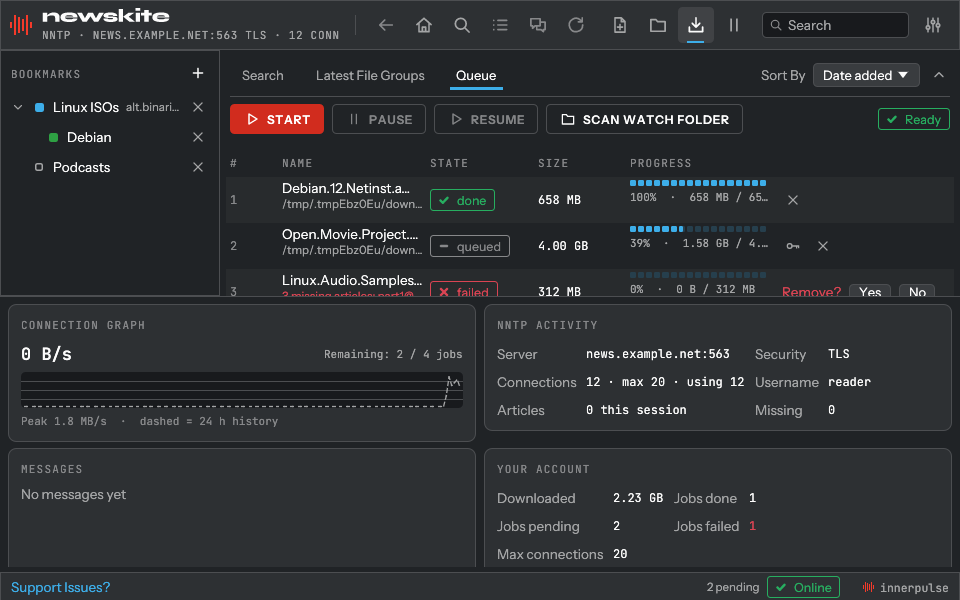 newskite
NNTP · NEWS.EXAMPLE.NET:563 TLS · 12 CONN
Search
BOOKMARKS +
Linux ISOs alt.binari...
Debian
Podcasts
Search Latest File Groups Queue
Sort By Date added
START PAUSE RESUME SCAN WATCH FOLDER
Ready
# NAME STATE SIZE PROGRESS
1 Debian.12.Netinst.a... done 658 MB 100% · 658 MB / 65...
/tmp/.tmpEbz0Eu/down...
2 Open.Movie.Project.... queued 4.00 GB 39% · 1.58 GB / 4...
/tmp/.tmpEbz0Eu/down...
3 Linux.Audio.Samples... failed 312 MB 0% · 0 B / 312 MB Remove? Yes No
CONNECTION GRAPH
0 B/s Remaining: 2 / 4 jobs
Peak 1.8 MB/s · dashed = 24 h history
NNTP ACTIVITY
Server news.example.net:563 Security TLS
Connections 12 · max 20 · using 12 Username reader
Articles 0 this session Missing 0
MESSAGES
No messages yet
YOUR ACCOUNT
Downloaded 2.23 GB Jobs done 1
Jobs pending 2 Jobs failed 1
Max connections 20
Support Issues?
2 pending Online innerpulse